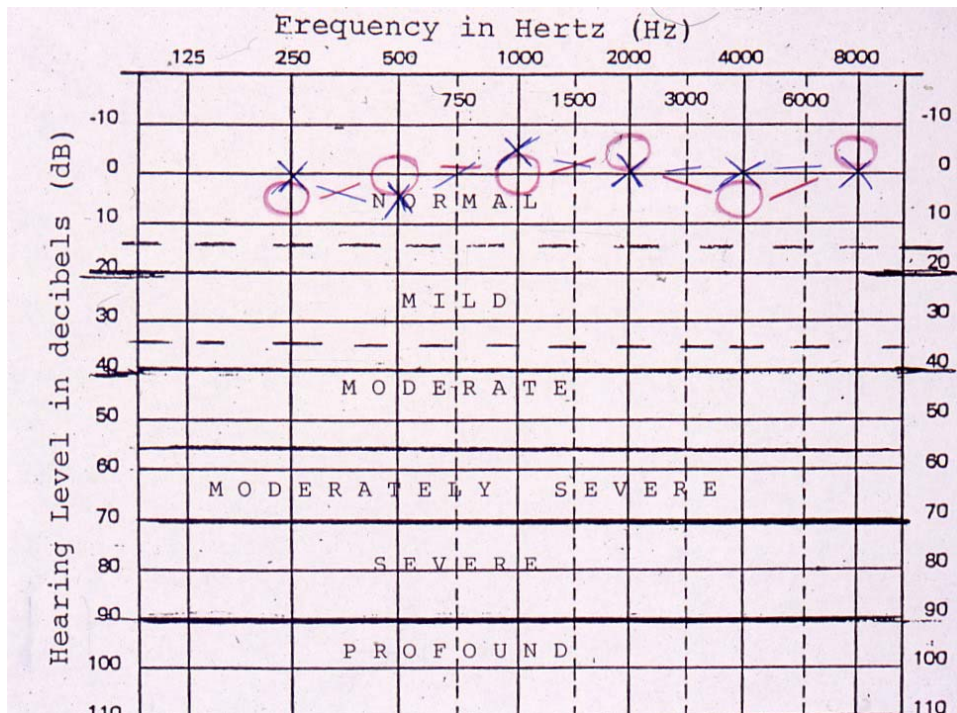 Frequency in Hertz (Hz)
125 250 500 1000 2000 4000 8000
750 1500 3000 6000
Hearing Level in decibels (dB)
-10 -10
0 0
NORMAL
10 10
20 20
MILD
30 30
40 40
MODERATE
50 50
60 60
MODERATELY SEVERE
70 70
SEVERE
80 80
90 90
PROFOUND
100 100
110 110